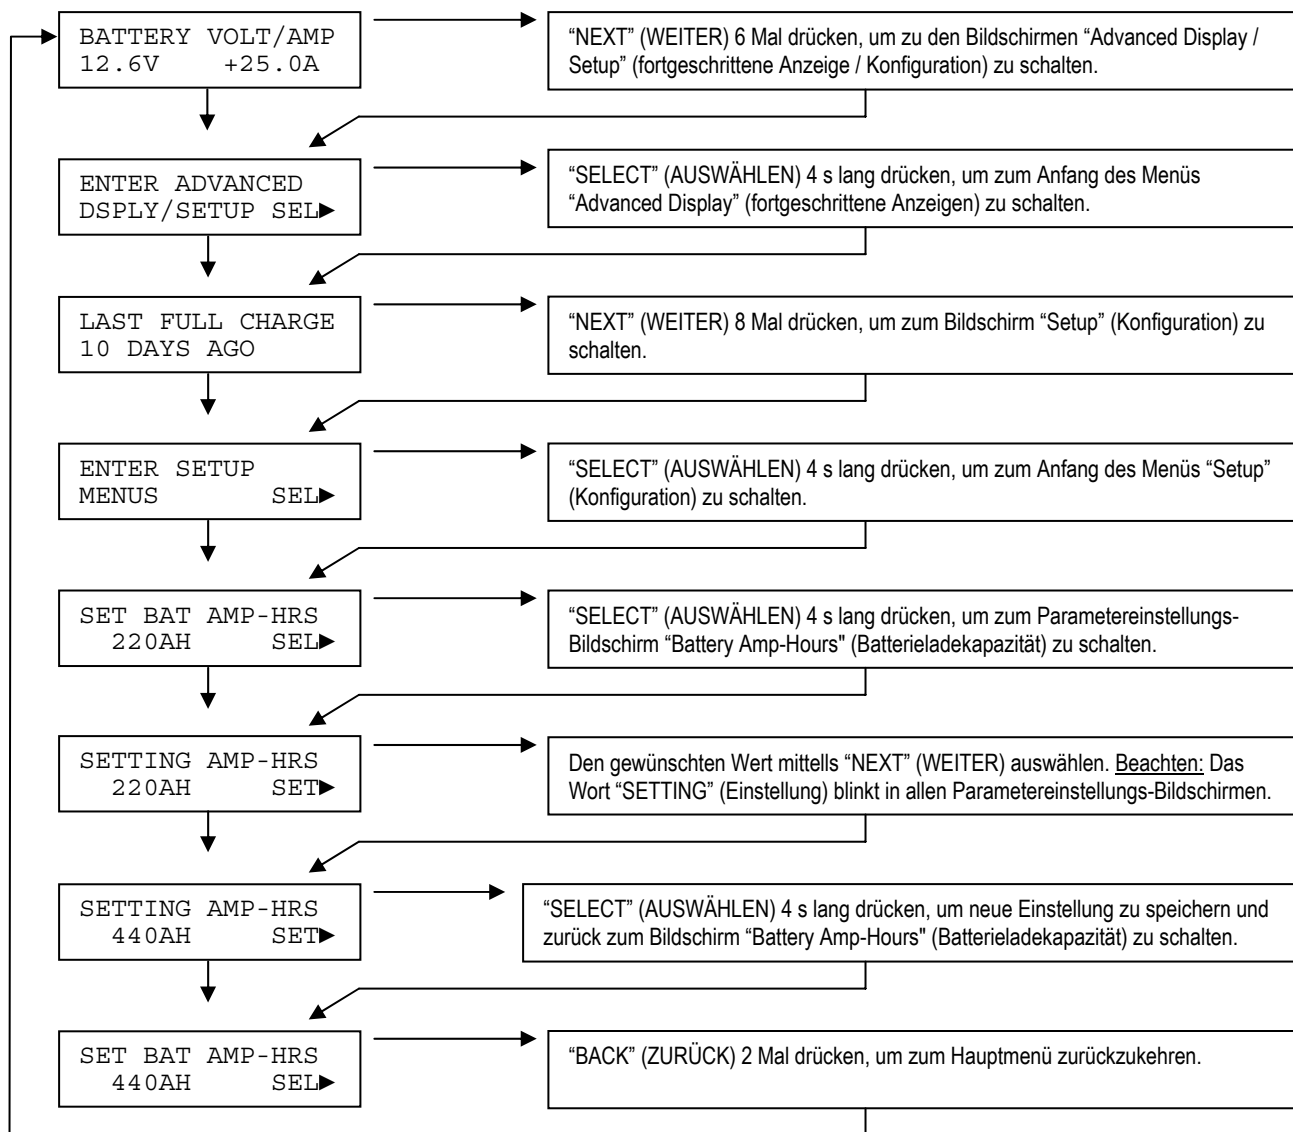 BATTERY VOLT/AMP
12.6V +25.0A
“NEXT” (WEITER) 6 Mal drücken, um zu den Bildschirmen “Advanced Display /
Setup” (fortgeschrittene Anzeige / Konfiguration) zu schalten.
ENTER ADVANCED
DSPLY/SETUP SEL►
“SELECT” (AUSWÄHLEN) 4 s lang drücken, um zum Anfang des Menüs
“Advanced Display” (fortgeschrittene Anzeigen) zu schalten.
LAST FULL CHARGE
10 DAYS AGO
“NEXT” (WEITER) 8 Mal drücken, um zum Bildschirm “Setup” (Konfiguration) zu
schalten.
ENTER SETUP
MENUS SEL►
“SELECT” (AUSWÄHLEN) 4 s lang drücken, um zum Anfang des Menüs “Setup”
(Konfiguration) zu schalten.
SET BAT AMP-HRS
220AH SEL►
“SELECT” (AUSWÄHLEN) 4 s lang drücken, um zum Parametereinstellungs-
Bildschirm “Battery Amp-Hours" (Batterieladekapazität) zu schalten.
SETTING AMP-HRS
220AH SET►
Den gewünschten Wert mittells “NEXT” (WEITER) auswählen. Beachten: Das
Wort “SETTING” (Einstellung) blinkt in allen Parametereinstellungs-Bildschirmen.
SETTING AMP-HRS
440AH SET►
“SELECT” (AUSWÄHLEN) 4 s lang drücken, um neue Einstellung zu speichern und
zurück zum Bildschirm “Battery Amp-Hours" (Batterieladekapazität) zu schalten.
SET BAT AMP-HRS
440AH SEL►
“BACK” (ZURÜCK) 2 Mal drücken, um zum Hauptmenü zurückzukehren.